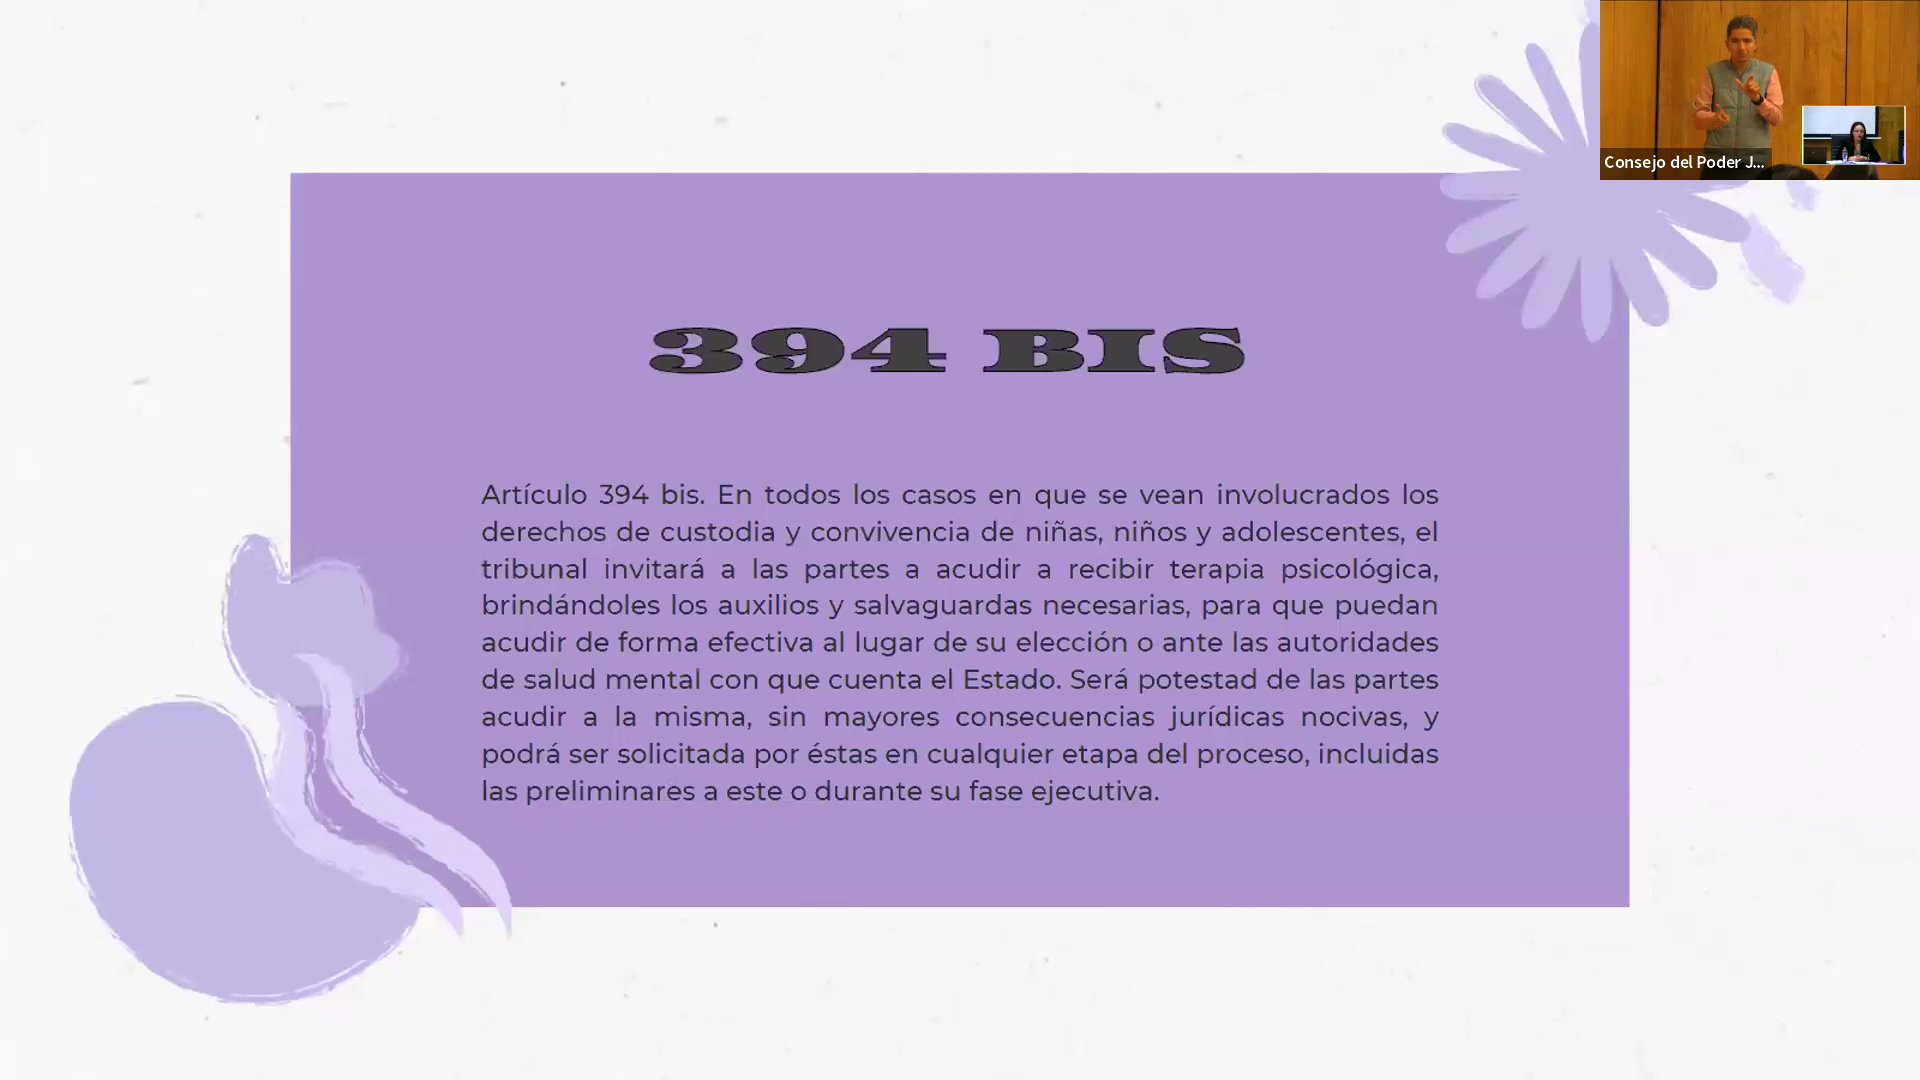 Consejo del Poder J...
394 BIS
Artículo 394 bis. En todos los casos en que se vean involucrados los
derechos de custodia y convivencia de niñas, niños y adolescentes, el
tribunal invitará a las partes a acudir a recibir terapia psicológica,
brindándoles los auxilios y salvaguardas necesarias, para que puedan
acudir de forma efectiva al lugar de su elección o ante las autoridades
de salud mental con que cuenta el Estado. Será potestad de las partes
acudir a la misma, sin mayores consecuencias jurídicas nocivas, y
podrá ser solicitada por éstas en cualquier etapa del proceso, incluidas
las preliminares a este o durante su fase ejecutiva.